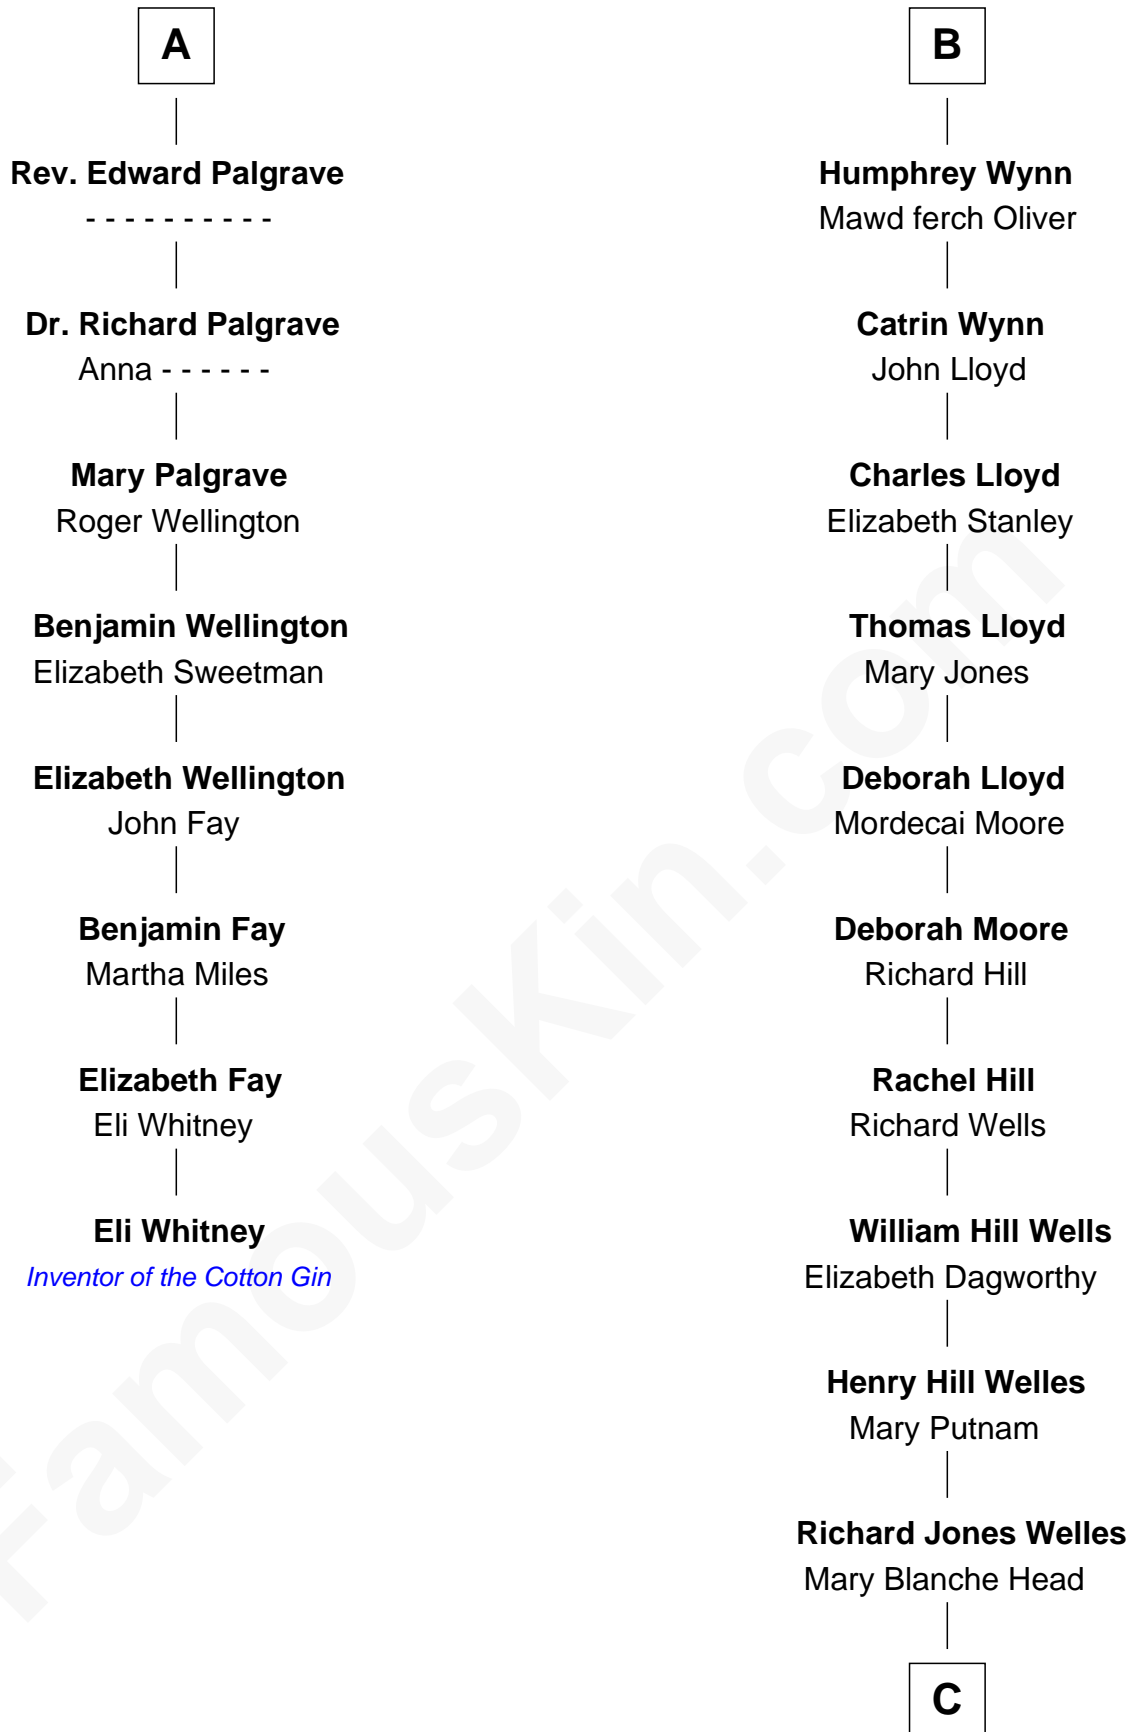 A
Rev. Edward Palgrave
- - - - - - - - - -
Dr. Richard Palgrave
Anna - - - - - -
Mary Palgrave
Roger Wellington
Benjamin Wellington
Elizabeth Sweetman
Elizabeth Wellington
John Fay
Benjamin Fay
Martha Miles
Elizabeth Fay
Eli Whitney
Eli Whitney
Inventor of the Cotton Gin
B
Humphrey Wynn
Mawd ferch Oliver
Catrin Wynn
John Lloyd
Charles Lloyd
Elizabeth Stanley
Thomas Lloyd
Mary Jones
Deborah Lloyd
Mordecai Moore
Deborah Moore
Richard Hill
Rachel Hill
Richard Wells
William Hill Wells
Elizabeth Dagworthy
Henry Hill Welles
Mary Putnam
Richard Jones Welles
Mary Blanche Head
C
FamousKin.com